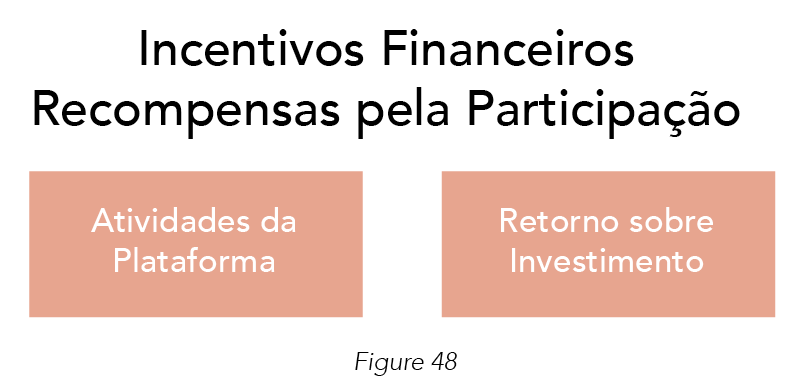 Incentivos Financeiros
Recompensas pela Participação
Atividades da
Plataforma
Retorno sobre
Investimento
Figure 48